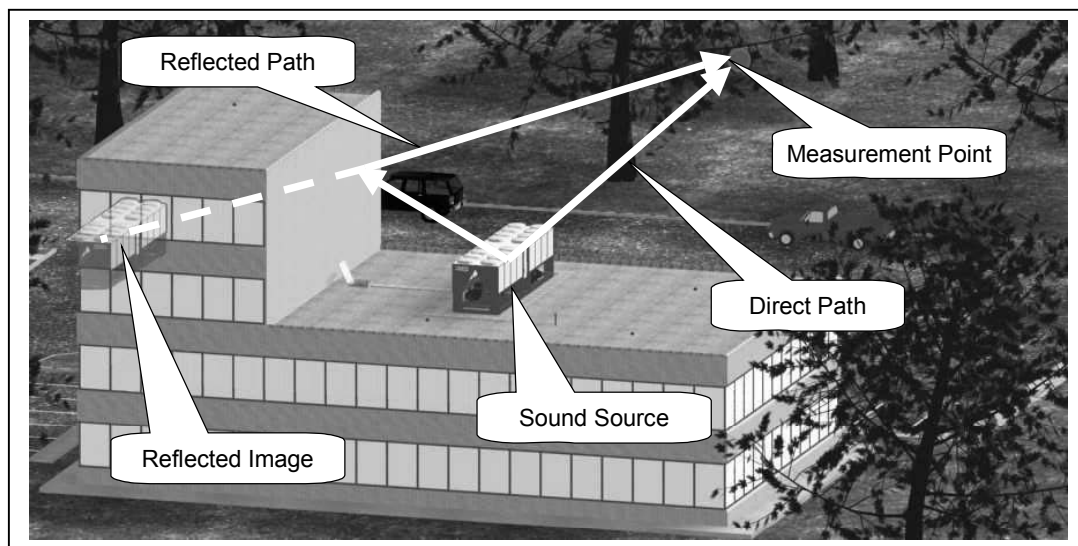 Reflected Path
Measurement Point
Direct Path
Sound Source
Reflected Image